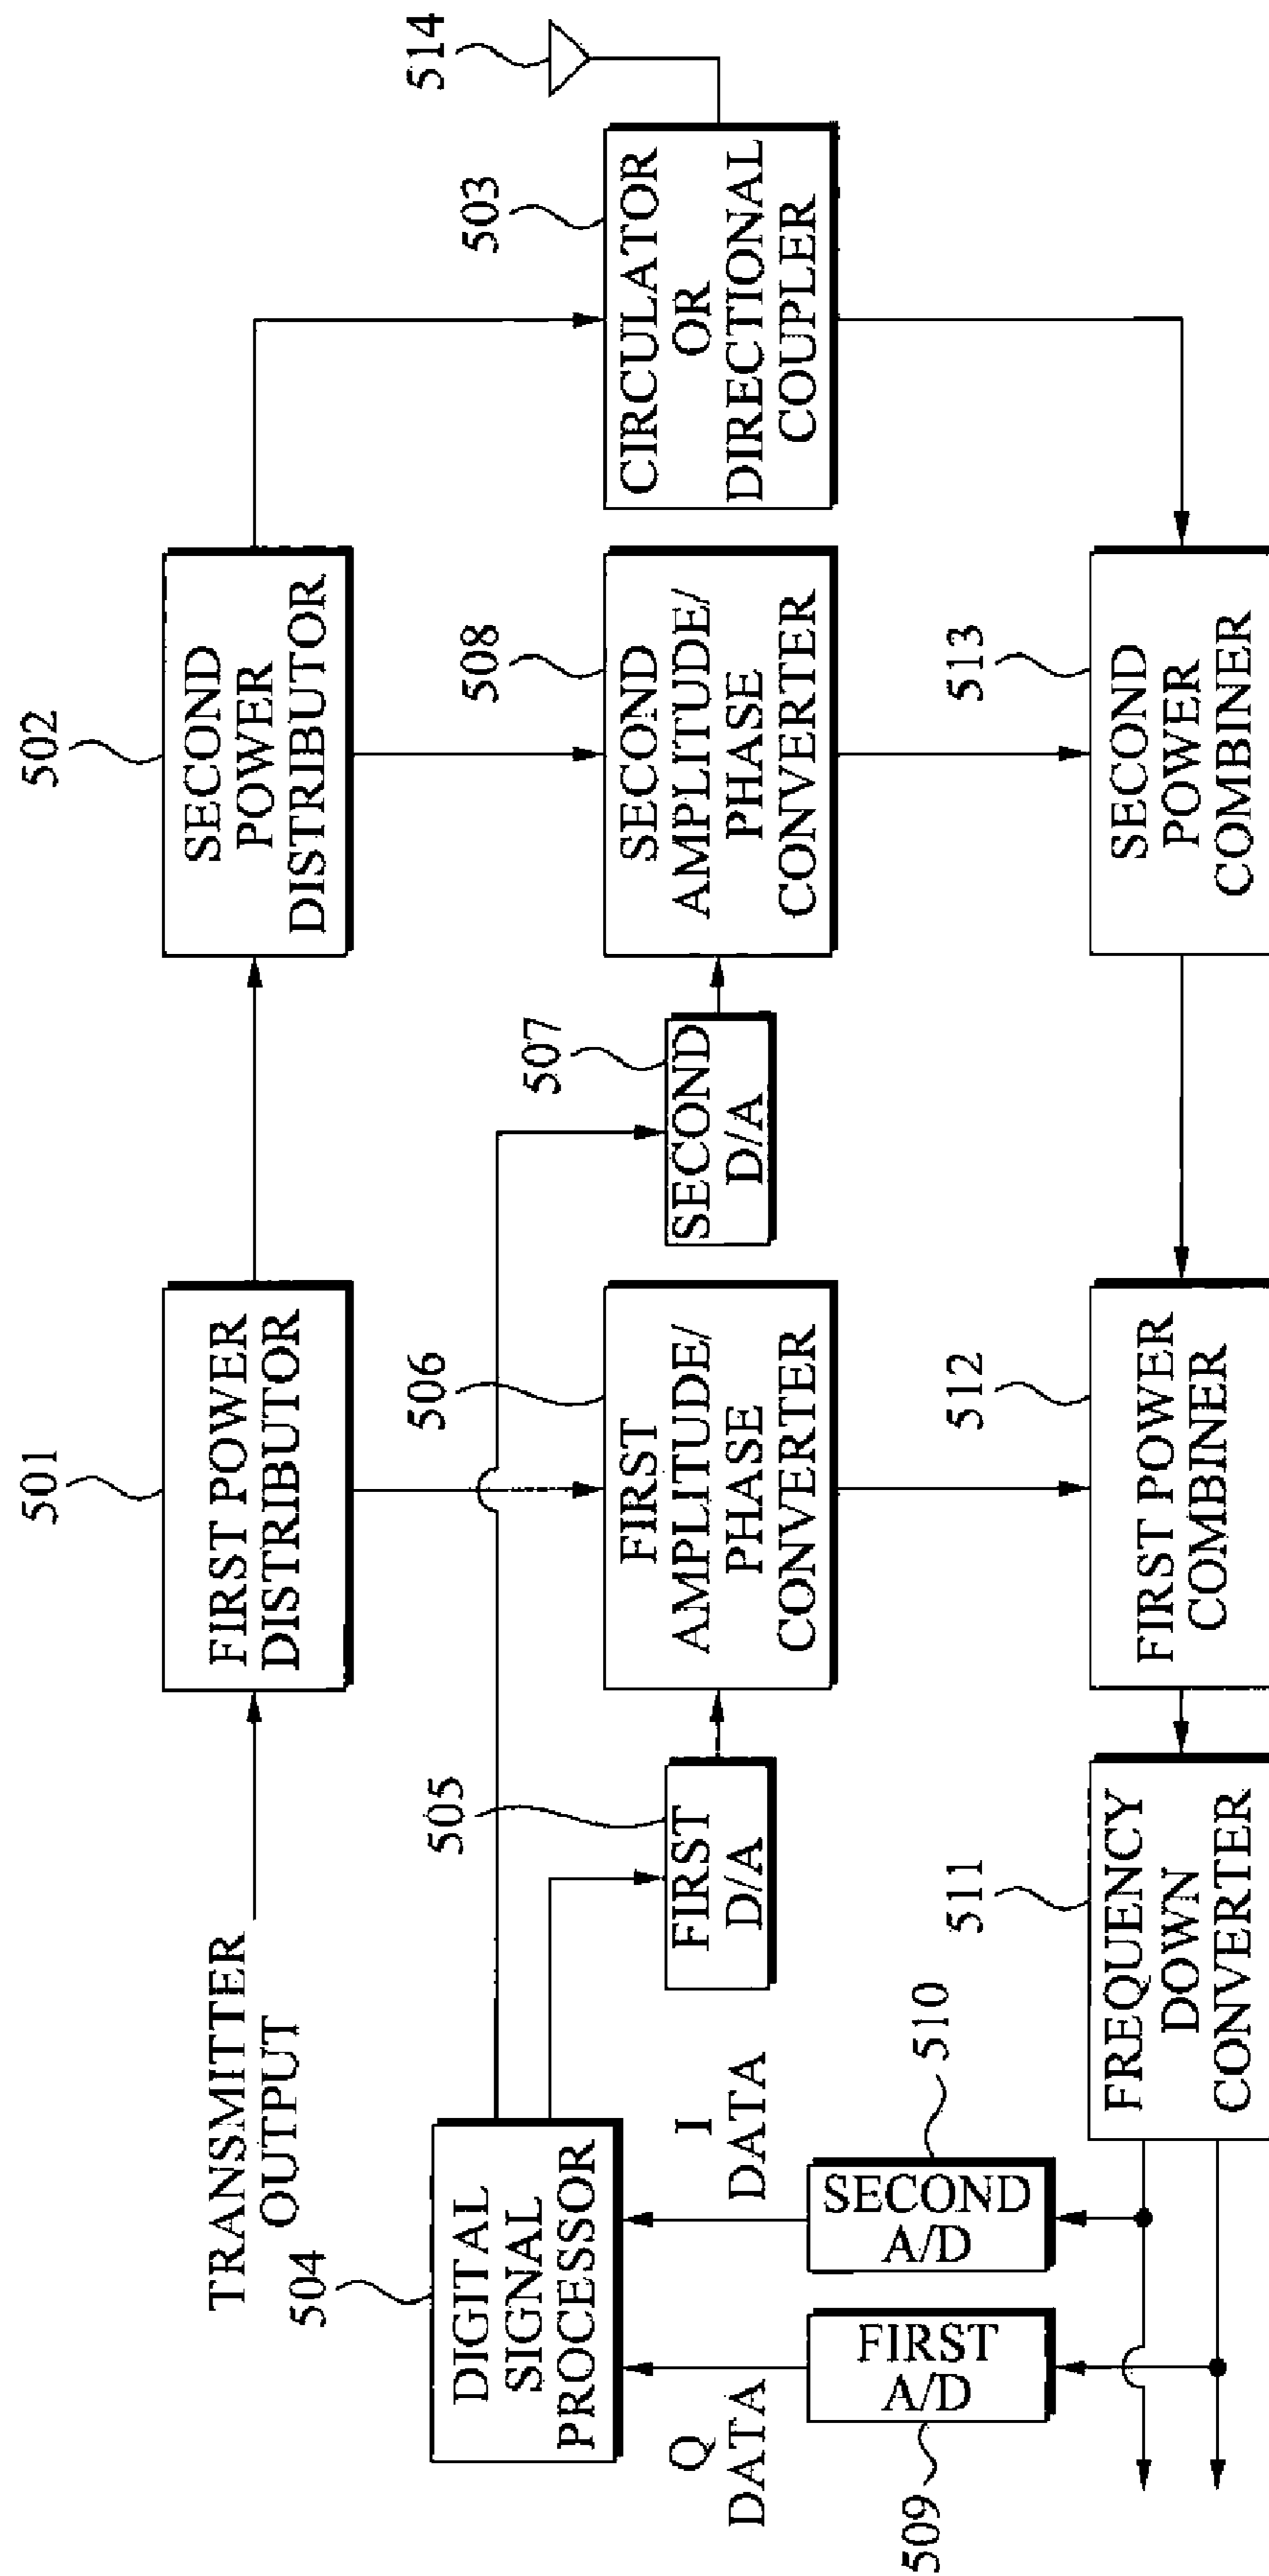 TRANSMITTER
OUTPUT
501
FIRST POWER
DISTRIBUTOR
502
SECOND
POWER
DISTRIBUTOR
514
503
CIRCULATOR
OR
DIRECTIONAL
COUPLER
504
DIGITAL
SIGNAL
PROCESSOR
505
FIRST
D/A
506
FIRST
AMPLITUDE/
PHASE
CONVERTER
507
SECOND
D/A
508
SECOND
AMPLITUDE/
PHASE
CONVERTER
Q
DATA
I
DATA
509
FIRST
A/D
510
SECOND
A/D
511
FREQUENCY
DOWN
CONVERTER
512
FIRST POWER
COMBINER
513
SECOND
POWER
COMBINER